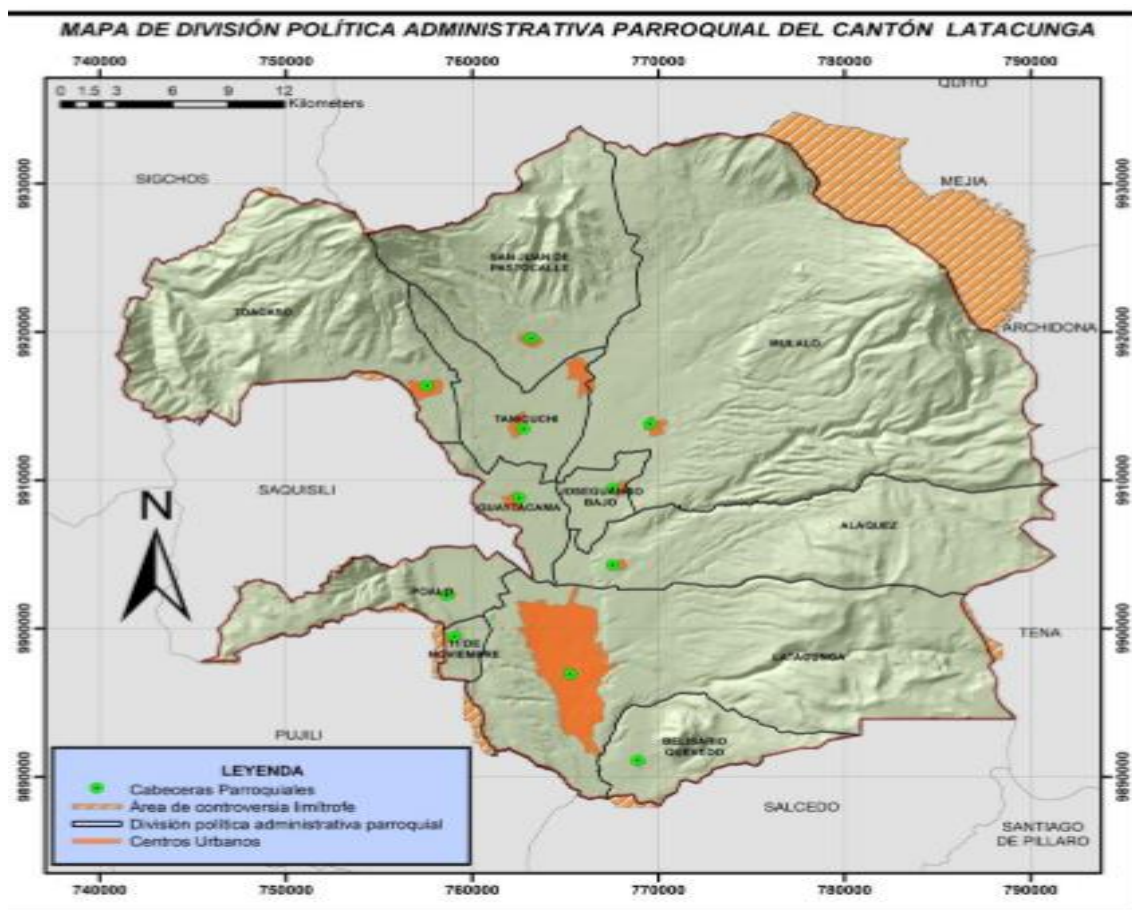 MAPA DE DIVISIÓN POLÍTICA ADMINISTRATIVA PARROQUIAL DEL CANTÓN LATACUNGA
740000 750000 760000 770000 780000 790000
0 1.5 3 6 9 12
Kilometers
QUITO
9930000
SIGCHOS
MEJIA
9930000
SAN JUAN DE
PASTOCALLE
TOACASO
9920000
ARCHIDONA
9920000
MULALO
TANICUCHI
9910000
SAQUISILI
JOSEGUANGO
BAJO
9910000
GUAYTACAMA
N
ALAQUEZ
POALO
9900000
TENA
9900000
11 DE
NOVIEMBRE
LATACUNGA
PUJILI
BELISARIO
QUEVEDO
9890000
9890000
SALCEDO
SANTIAGO
DE PILLARO
LEYENDA
Cabeceras Parroquiales
Área de controversia limítrofe
División política administrativa parroquial
Centros Urbanos
740000 750000 760000 770000 780000 790000